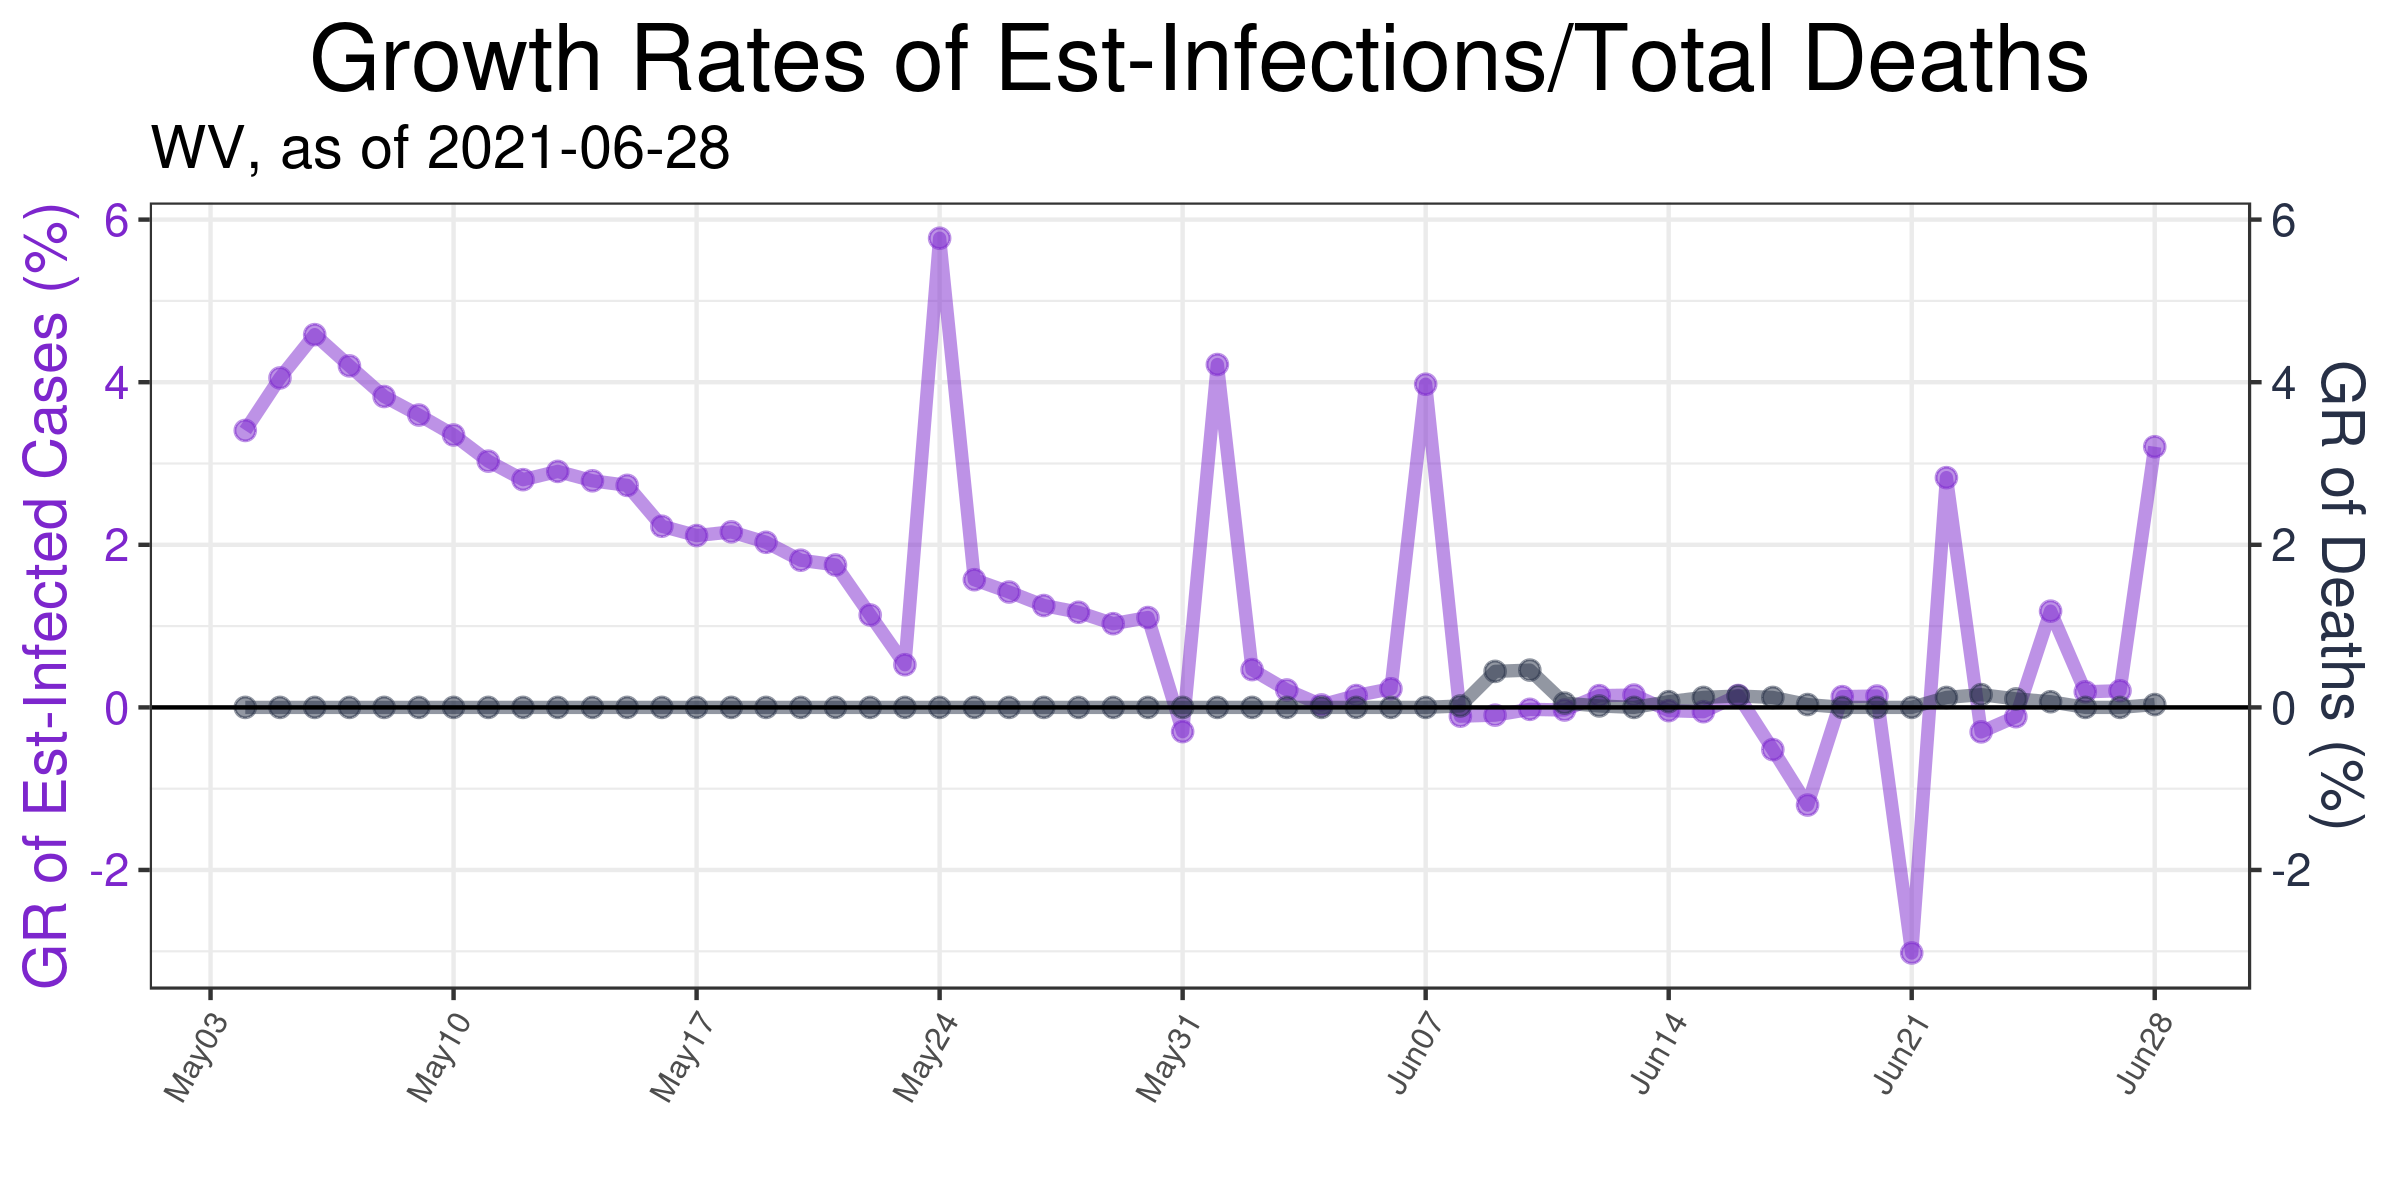 Growth Rates of Est-Infections/Total Deaths
WV, as of 2021-06-28
GR of Est-Infected Cases (%)
6
4
2
0
-2
6
4
2
0
-2
GR of Deaths (%)
May03
May10
May17
May24
May31
Jun07
Jun14
Jun21
Jun28